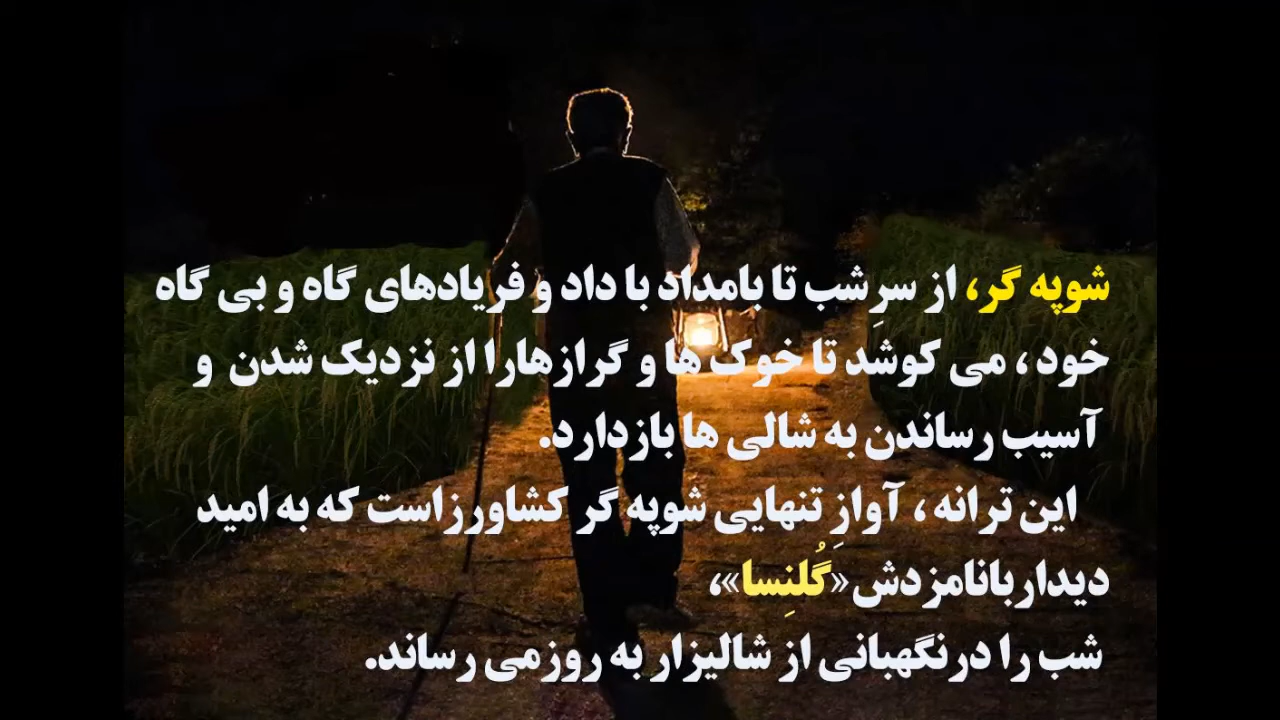 شوپه گر، از سرِشب تا بامداد با داد و فریادهای گاه و بی گاه
خود ، می کوشد تا خوک ها و گرازهارا از نزدیک شدن و
آسیب رساندن به شالی ها بازدارد.
این ترانه ، آوازِ تنهایی شوپه گر کشاورزاست که به امید
دیداربانامزدش «گُلنِسا»،
شب را درنگهبانی از شالیزار به روزمی رساند.